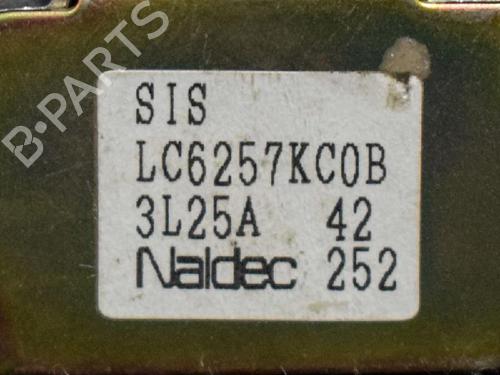 B-PARTS
SIS
LC6257KC0B
3L25A 42
Naldec 252